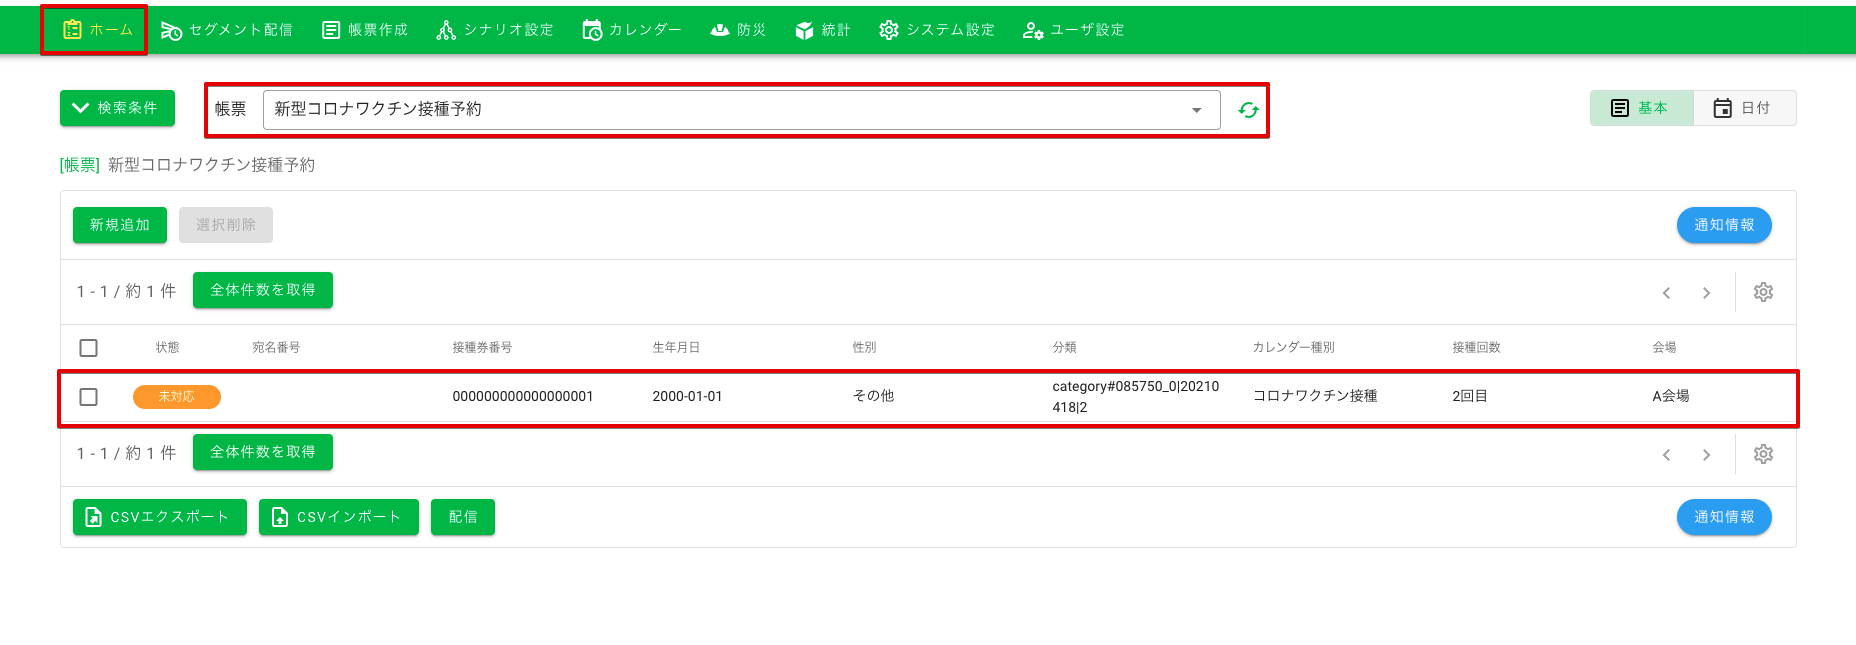 ホーム セグメント配信 帳票作成 シナリオ設定 カレンダー 防災 統計 システム設定 ユーザ設定
検索条件 帳票 新型コロナワクチン接種予約 基本 日付
[帳票] 新型コロナワクチン接種予約
新規追加 選択削除 通知情報
1 - 1 / 約 1 件 全体件数を取得
状態 宛名番号 接種券番号 生年月日 性別 分類 カレンダー種別 接種回数 会場
未対応 000000000000000001 2000-01-01 その他 category#085750_0|20210 コロナワクチン接種 2回目 A会場
418|2
1 - 1 / 約 1 件 全体件数を取得
CSVエクスポート CSVインポート 配信 通知情報